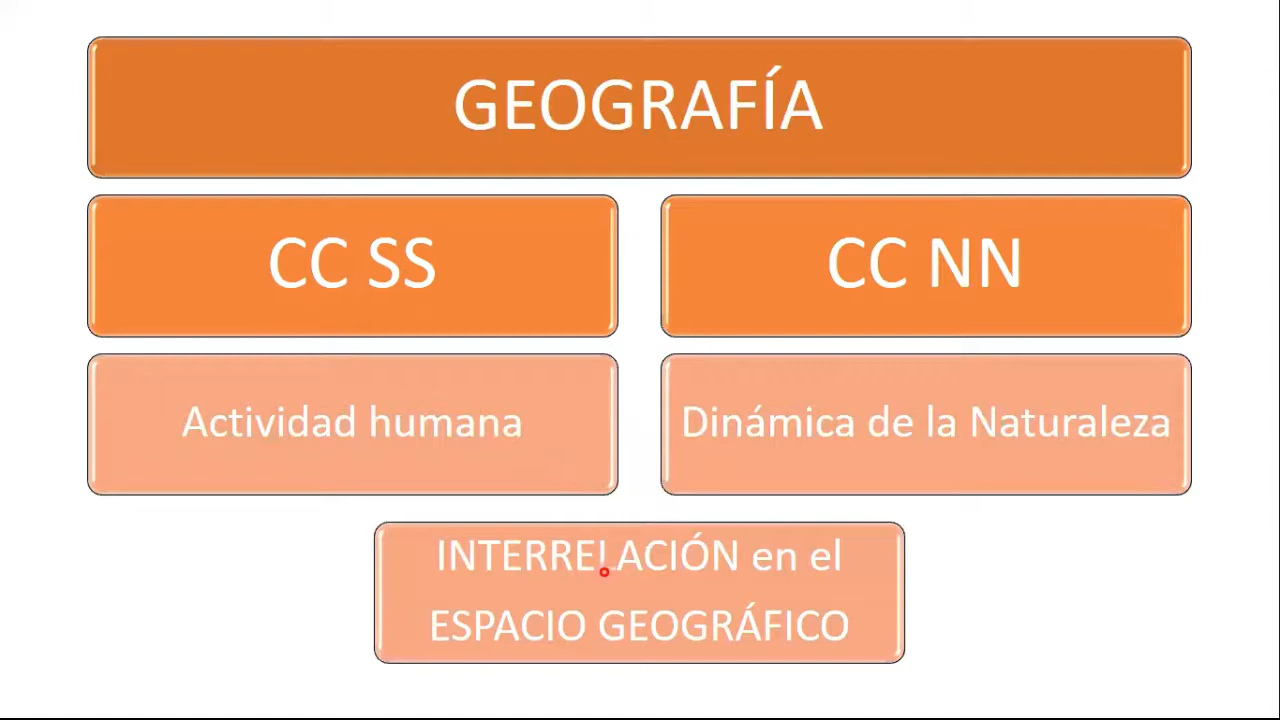 GEOGRAFÍA
CC SS
CC NN
Actividad humana
Dinámica de la Naturaleza
INTERRELACIÓN en el
ESPACIO GEOGRÁFICO